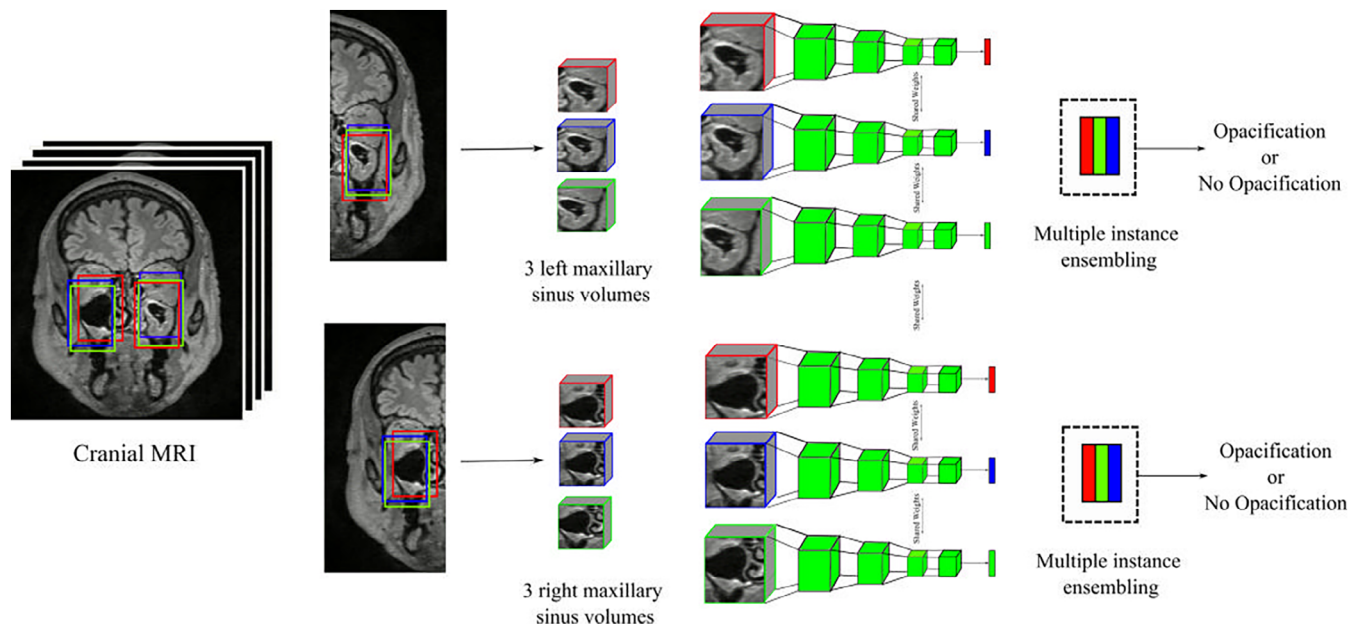 Cranial MRI
3 left maxillary
sinus volumes
Shared Weights
Shared Weights
Multiple instance
ensembling
Opacification
or
No Opacification
Shared Weights
3 right maxillary
sinus volumes
Shared Weights
Shared Weights
Multiple instance
ensembling
Opacification
or
No Opacification